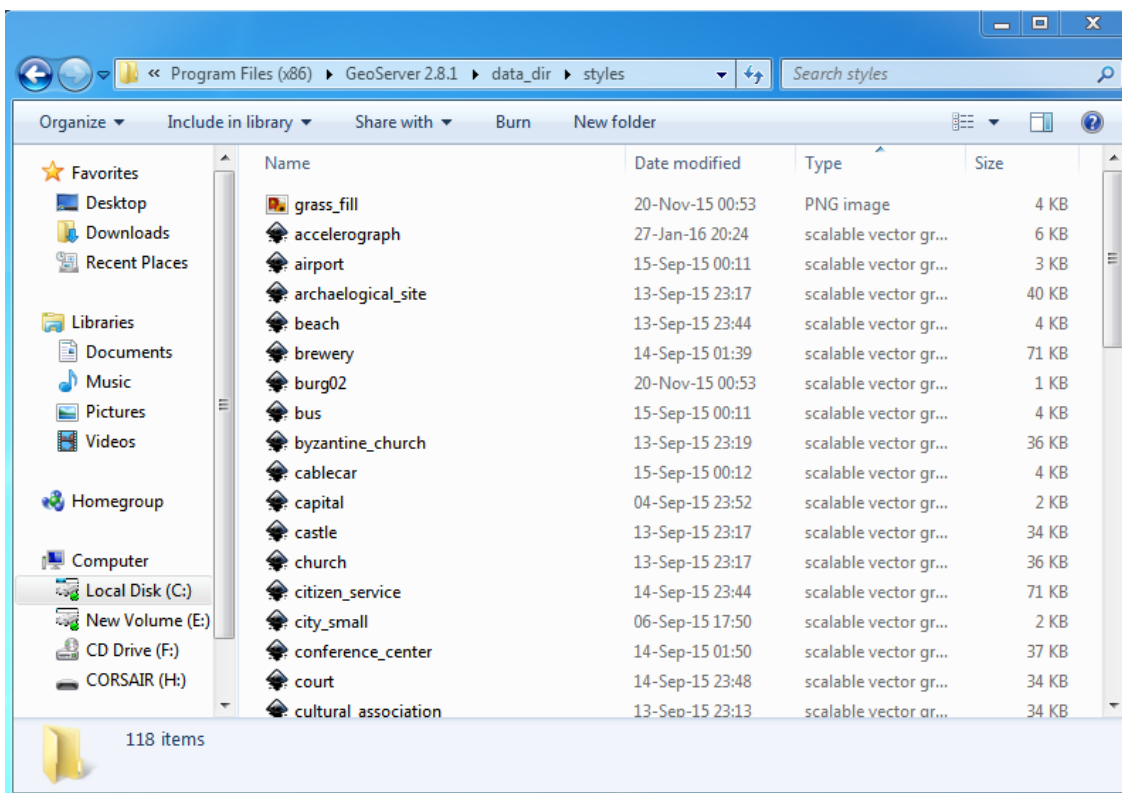 « Program Files (x86) ▸ GeoServer 2.8.1 ▸ data_dir ▸ styles
Search styles
Organize ▾ Include in library ▾ Share with ▾ Burn New folder
Favorites
Desktop
Downloads
Recent Places
Libraries
Documents
Music
Pictures
Videos
Homegroup
Computer
Local Disk (C:)
New Volume (E:)
CD Drive (F:)
CORSAIR (H:)
Name Date modified Type Size
grass_fill 20-Nov-15 00:53 PNG image 4 KB
accelerograph 27-Jan-16 20:24 scalable vector gr... 6 KB
airport 15-Sep-15 00:11 scalable vector gr... 3 KB
archaelogical_site 13-Sep-15 23:17 scalable vector gr... 40 KB
beach 13-Sep-15 23:44 scalable vector gr... 4 KB
brewery 14-Sep-15 01:39 scalable vector gr... 71 KB
burg02 20-Nov-15 00:53 scalable vector gr... 1 KB
bus 15-Sep-15 00:11 scalable vector gr... 4 KB
byzantine_church 13-Sep-15 23:19 scalable vector gr... 36 KB
cablecar 15-Sep-15 00:12 scalable vector gr... 4 KB
capital 04-Sep-15 23:52 scalable vector gr... 2 KB
castle 13-Sep-15 23:17 scalable vector gr... 34 KB
church 13-Sep-15 23:17 scalable vector gr... 36 KB
citizen_service 14-Sep-15 23:44 scalable vector gr... 71 KB
city_small 06-Sep-15 17:50 scalable vector gr... 2 KB
conference_center 14-Sep-15 01:50 scalable vector gr... 37 KB
court 14-Sep-15 23:48 scalable vector gr... 34 KB
cultural_association 13-Sep-15 23:13 scalable vector gr... 34 KB
118 items